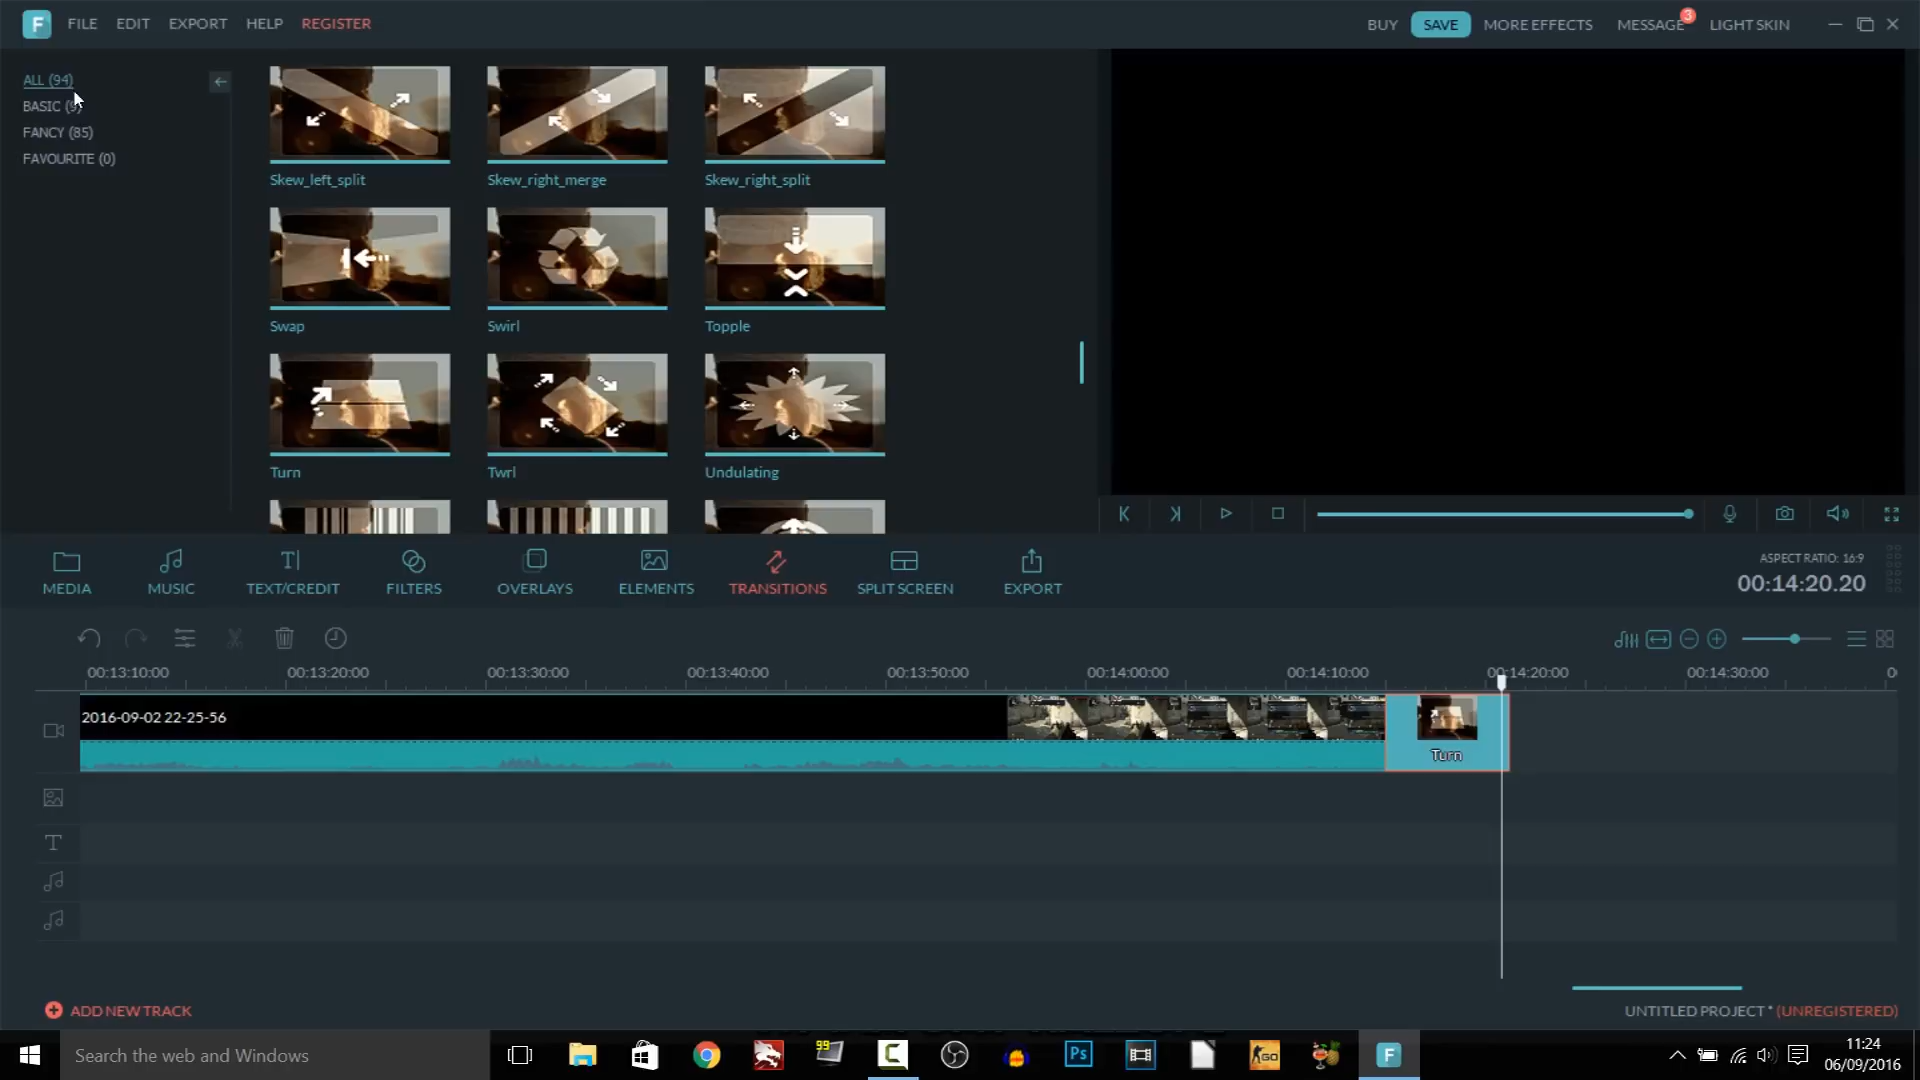 F FILE EDIT EXPORT HELP REGISTER BUY SAVE MORE EFFECTS MESSAGE 3 LIGHT SKIN
ALL (94)
BASIC (9)
FANCY (85)
FAVOURITE (0)
Skew_left_split Skew_right_merge Skew_right_split
Swap Swirl Topple
Turn Twrl Undulating
MEDIA MUSIC TEXT/CREDIT FILTERS OVERLAYS ELEMENTS TRANSITIONS SPLIT SCREEN EXPORT
ASPECT RATIO: 16:9
00:14:20.20
00:13:10:00 00:13:20:00 00:13:30:00 00:13:40:00 00:13:50:00 00:14:00:00 00:14:10:00 00:14:20:00 00:14:30:00 0
2016-09-02 22-25-56
Turn
T
ADD NEW TRACK
UNTITLED PROJECT * (UNREGISTERED)
Search the web and Windows
99
Ps
GO
F
11:24
06/09/2016